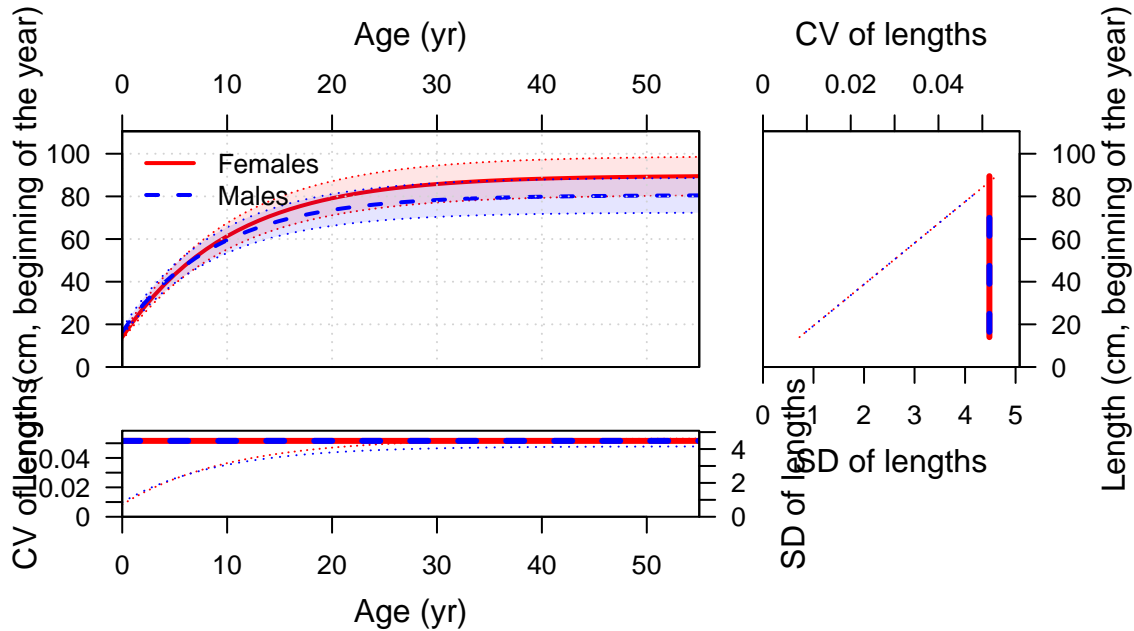 Age (yr)
0 10 20 30 40 50
Length (cm, beginning of the year)
100
80
60
40
20
0
Females
Males
CV of lengths
0 0.02 0.04
Length (cm, beginning of the year)
100
80
60
40
20
0
0 1 2 3 4 5
SD of lengths
CV of lengths
0.04
0.02
0
SD of lengths
4
2
0
0 10 20 30 40 50
Age (yr)